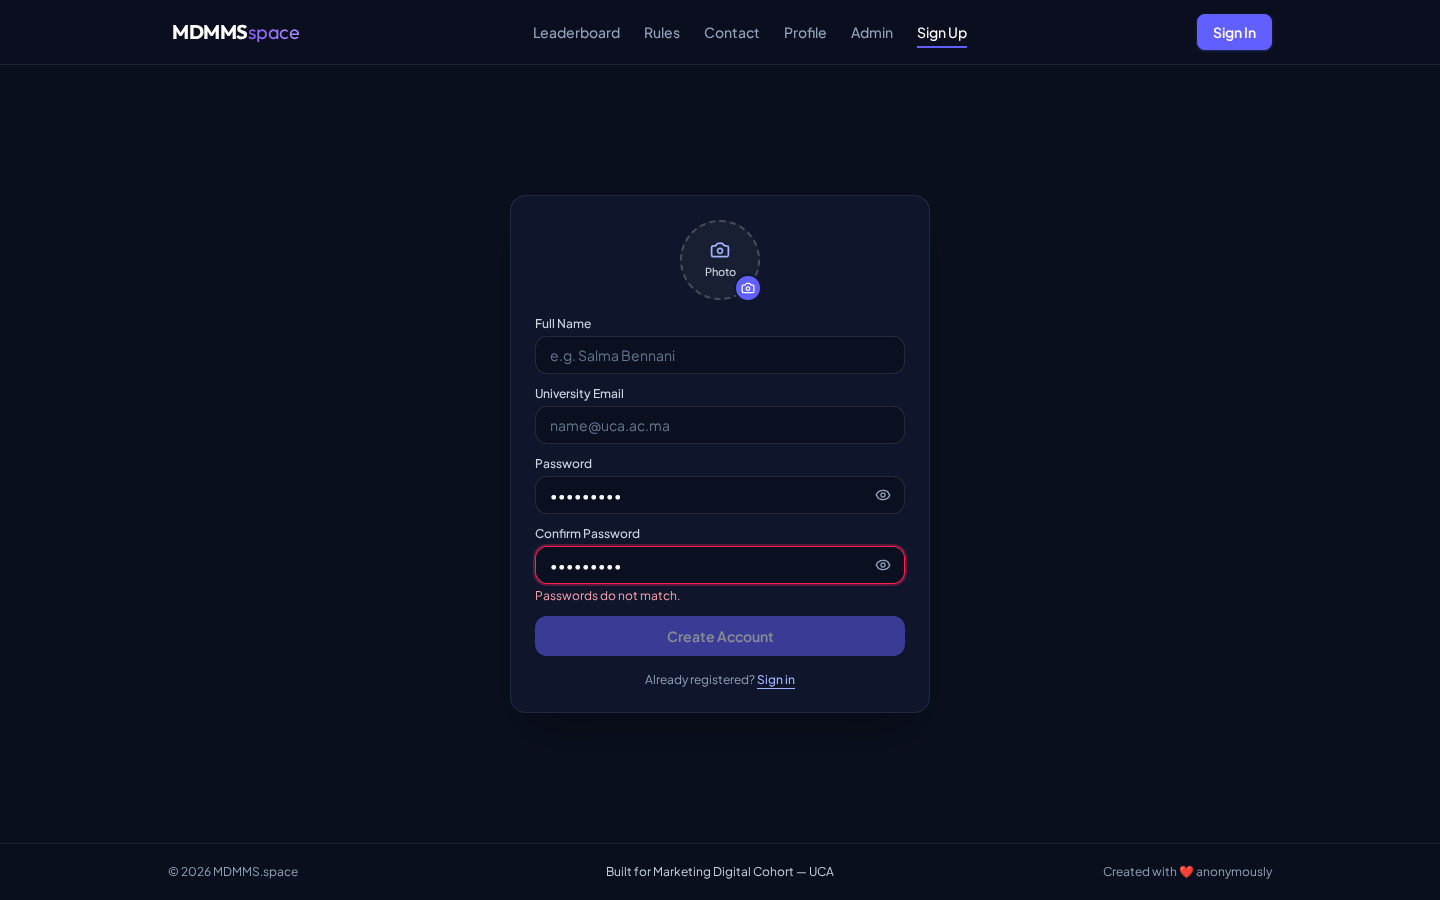 MDMMSspace
Leaderboard
Rules
Contact
Profile
Admin
Sign Up
Sign In
Photo
Full Name
e.g. Salma Bennani
University Email
name@uca.ac.ma
Password
•••••••••
Confirm Password
•••••••••
Passwords do not match.
Create Account
Already registered? Sign in
© 2026 MDMMS.space
Built for Marketing Digital Cohort — UCA
Created with ❤️ anonymously